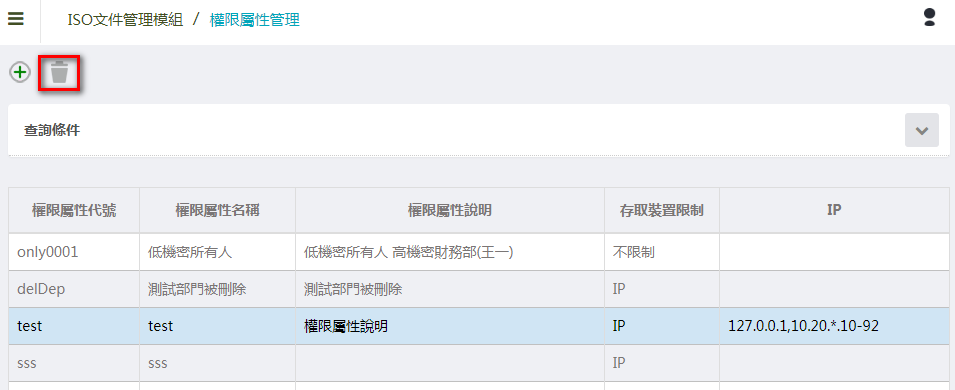 ISO文件管理模組 / 權限屬性管理
查詢條件
權限屬性代號 權限屬性名稱 權限屬性說明 存取裝置限制 IP
only0001 低機密所有人 低機密所有人 高機密財務部(王一) 不限制
delDep 測試部門被刪除 測試部門被刪除 IP
test test 權限屬性說明 IP 127.0.0.1,10.20.*.10-92
sss sss IP